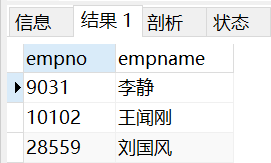 信息 结果 1 剖析 状态
empno empname
9031 李静
10102 王闻刚
28559 刘国风